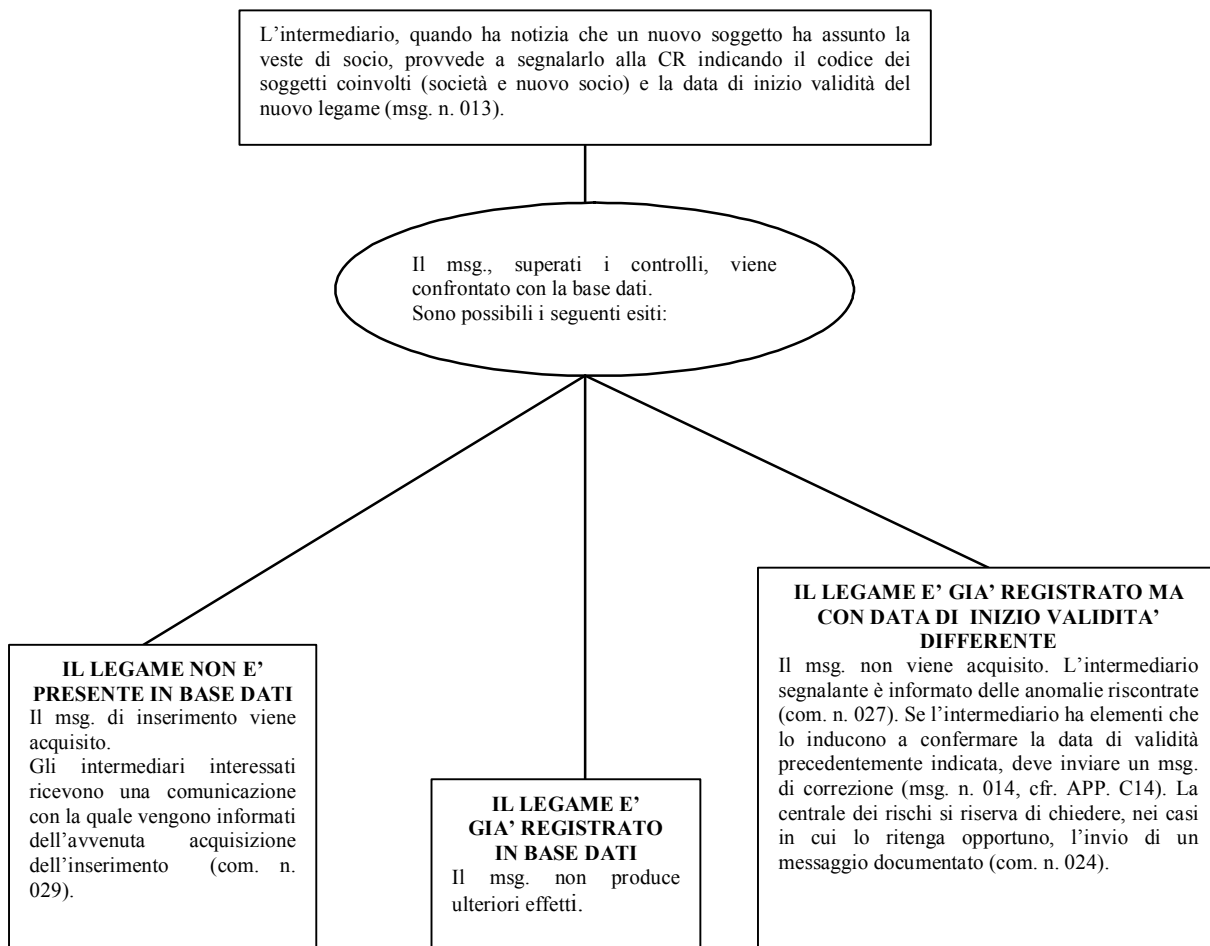 L'intermediario, quando ha notizia che un nuovo soggetto ha assunto la
veste di socio, provvede a segnalarlo alla CR indicando il codice dei
soggetti coinvolti (società e nuovo socio) e la data di inizio validità del
nuovo legame (msg. n. 013).
Il msg., superati i controlli, viene
confrontato con la base dati.
Sono possibili i seguenti esiti:
IL LEGAME NON E'
PRESENTE IN BASE DATI
Il msg. di inserimento viene
acquisito.
Gli intermediari interessati
ricevono una comunicazione
con la quale vengono informati
dell'avvenuta acquisizione
dell'inserimento (com. n.
029).
IL LEGAME E'
GIA' REGISTRATO
IN BASE DATI
Il msg. non produce
ulteriori effetti.
IL LEGAME E' GIA' REGISTRATO MA
CON DATA DI INIZIO VALIDITA'
DIFFERENTE
Il msg. non viene acquisito. L'intermediario
segnalante è informato delle anomalie riscontrate
(com. n. 027). Se l'intermediario ha elementi che
lo inducono a confermare la data di validità
precedentemente indicata, deve inviare un msg.
di correzione (msg. n. 014, cfr. APP. C14). La
centrale dei rischi si riserva di chiedere, nei casi
in cui lo ritenga opportuno, l'invio di un
messaggio documentato (com. n. 024).